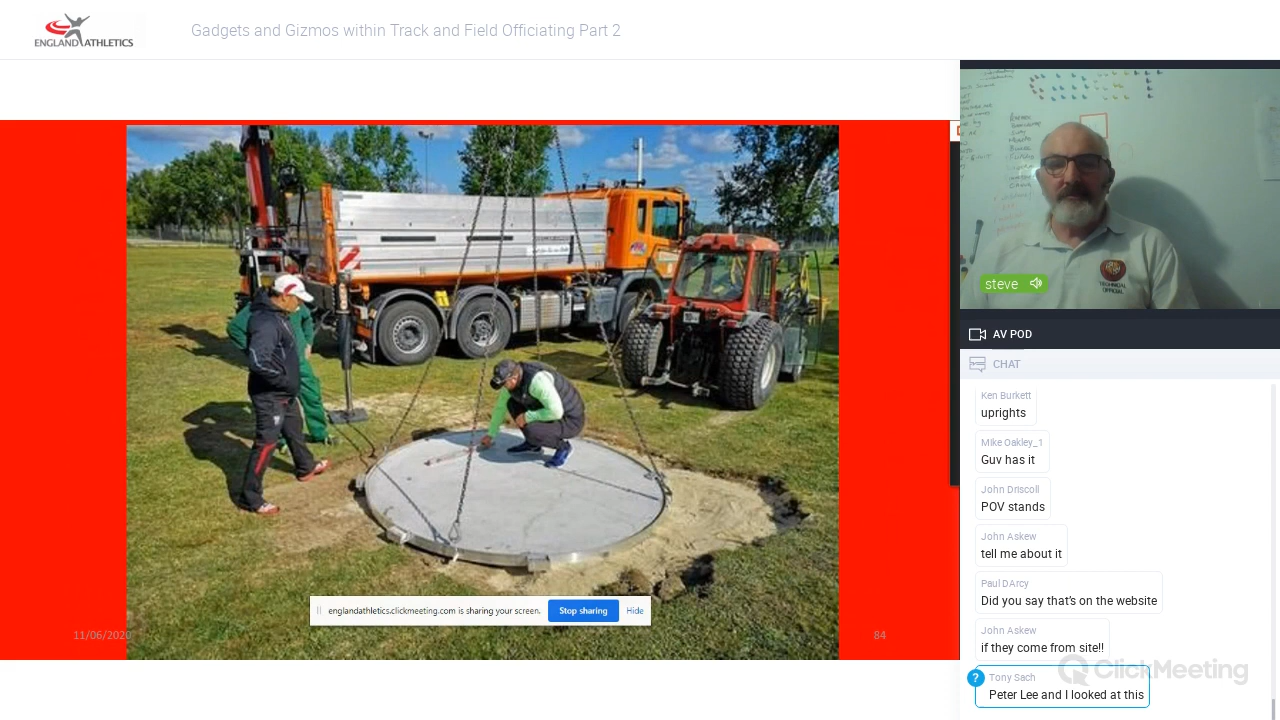 ENGLAND ATHLETICS
Gadgets and Gizmos within Track and Field Officiating Part 2
englandathletics.clickmeeting.com is sharing your screen.
Stop sharing
Hide
11/06/2020
84
steve
TECHNICAL
OFFICIAL
AV POD
CHAT
Ken Burkett
uprights
Mike Oakley_1
Guv has it
John Driscoll
POV stands
John Askew
tell me about it
Paul DArcy
Did you say that's on the website
John Askew
if they come from site!!
ClickMeeting
?
Tony Sach
Peter Lee and I looked at this